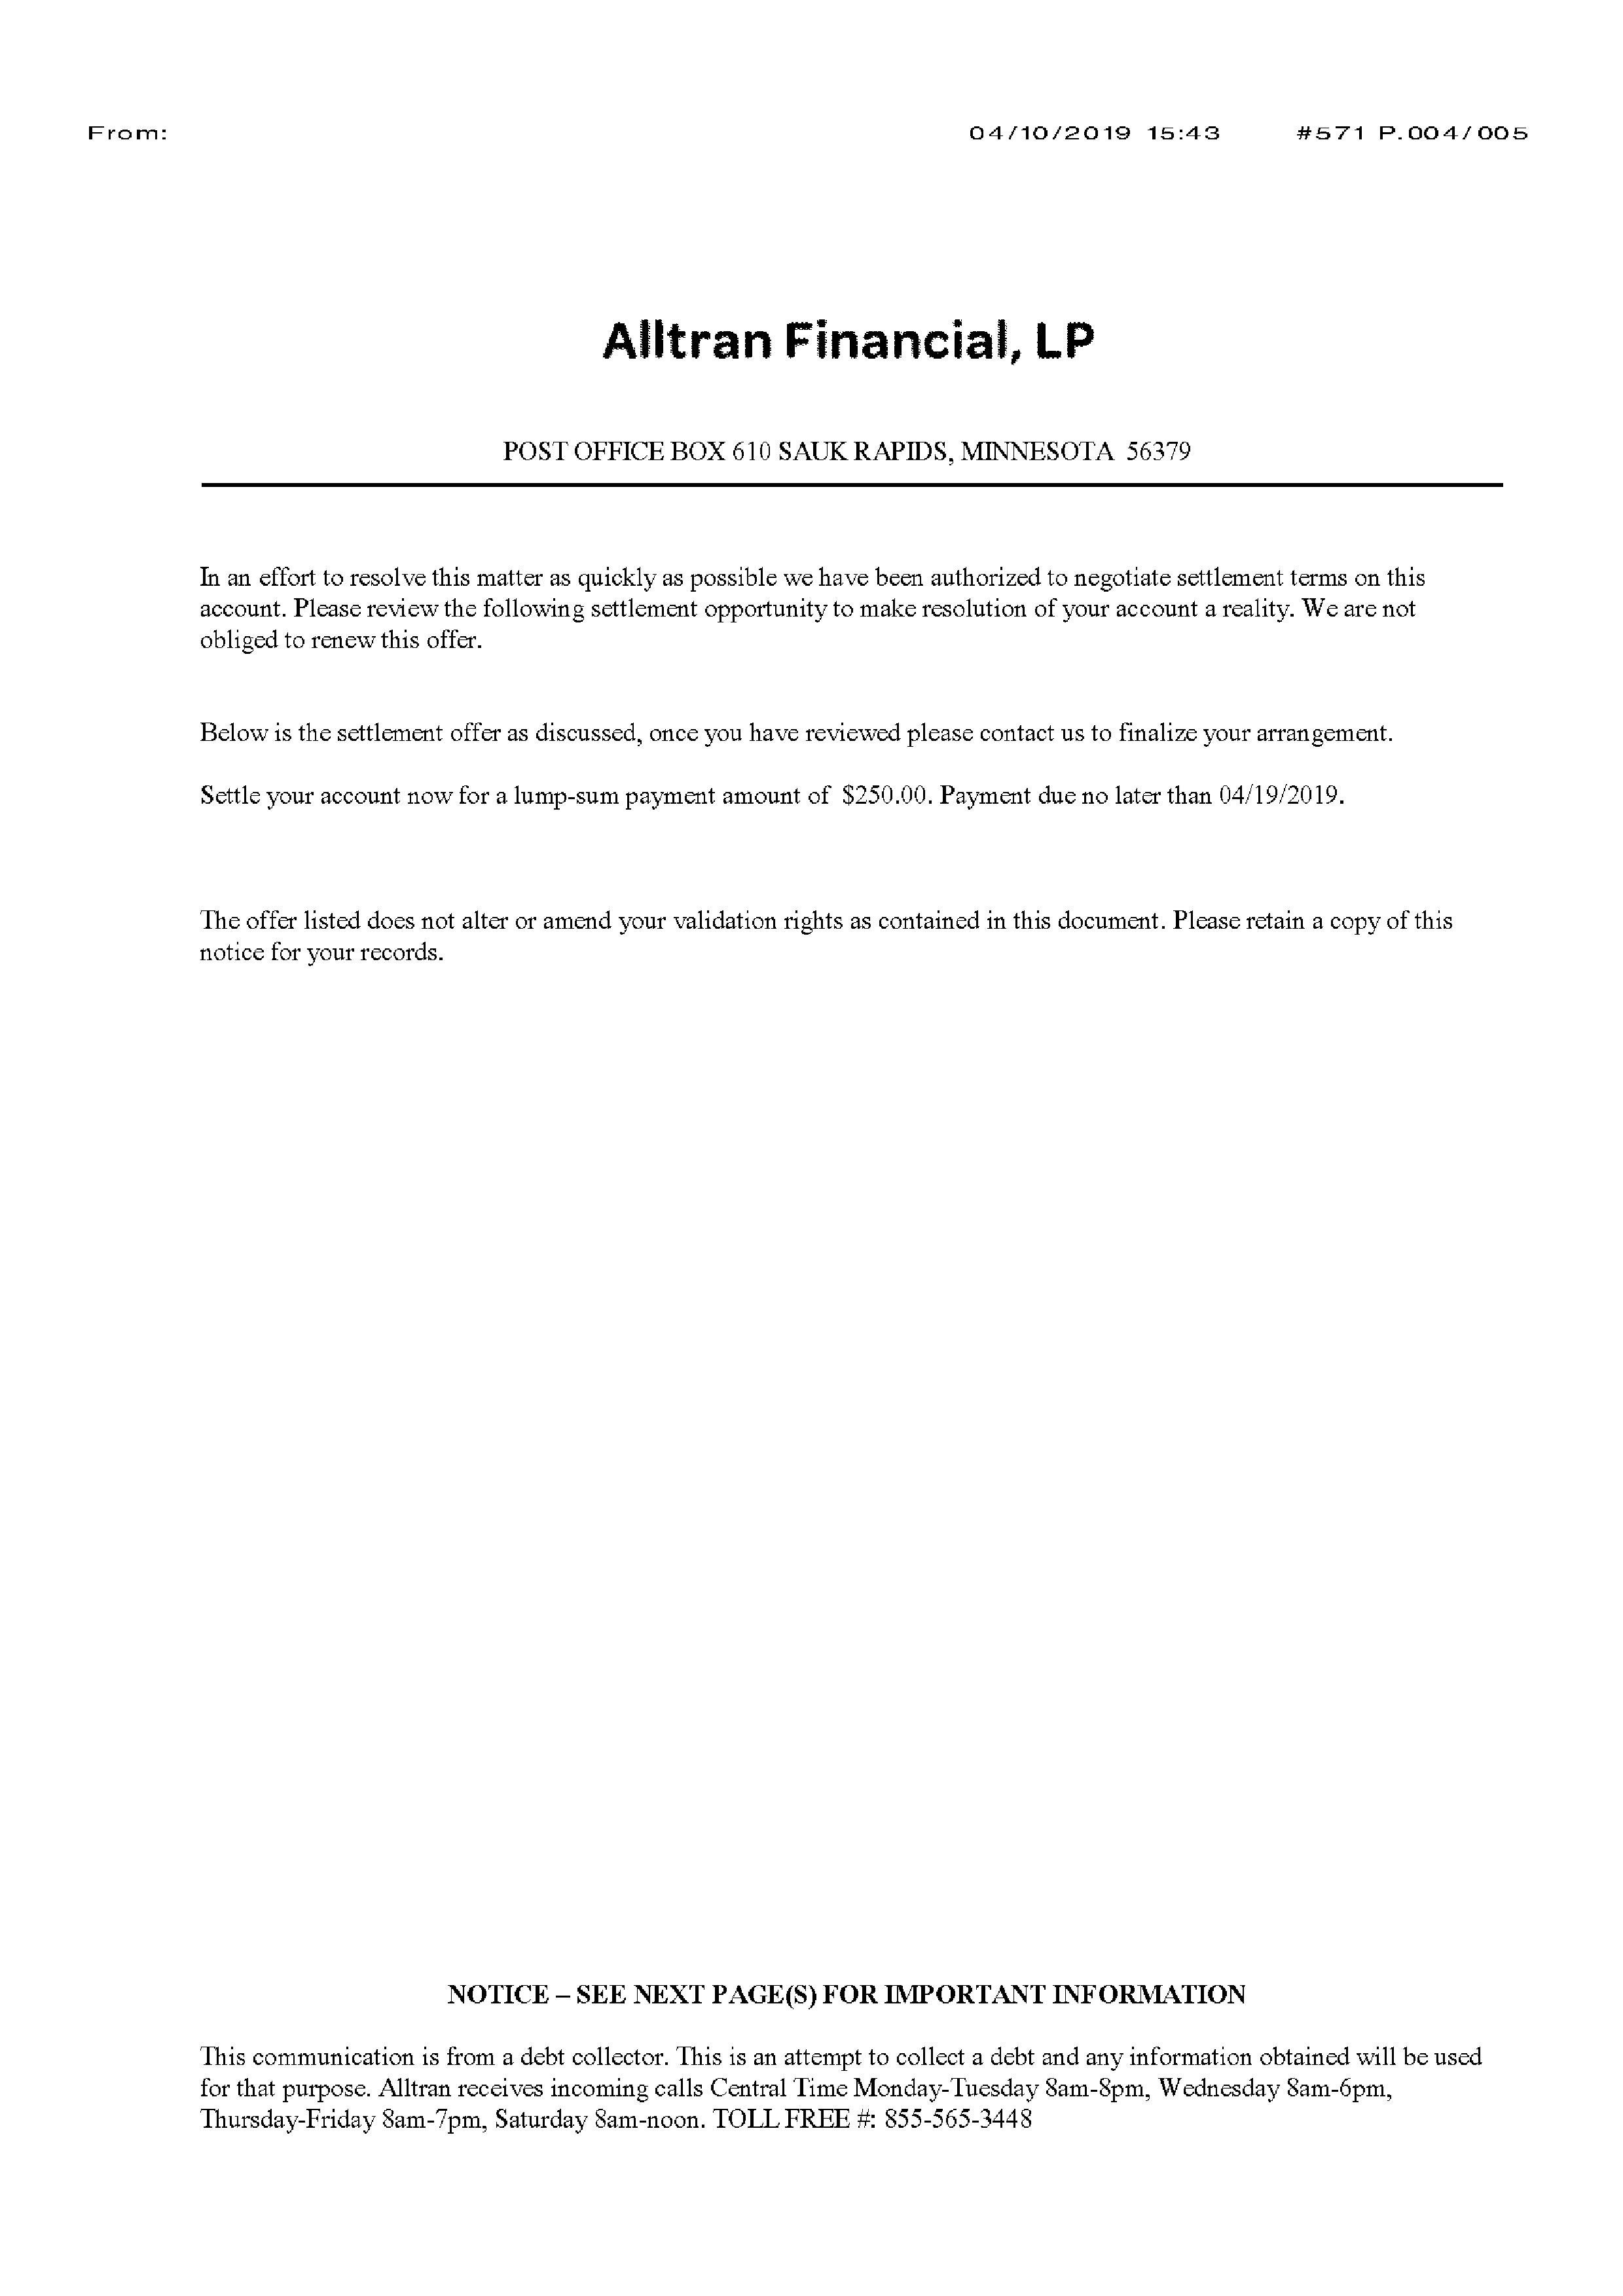 From: 04/10/2019 15:43 #571 P.004/005
Alltran Financial, LP
POST OFFICE BOX 610 SAUK RAPIDS, MINNESOTA 56379
In an effort to resolve this matter as quickly as possible we have been authorized to negotiate settlement terms on this
account. Please review the following settlement opportunity to make resolution of your account a reality. We are not
obliged to renew this offer.
Below is the settlement offer as discussed, once you have reviewed please contact us to finalize your arrangement.
Settle your account now for a lump-sum payment amount of $250.00. Payment due no later than 04/19/2019.
The offer listed does not alter or amend your validation rights as contained in this document. Please retain a copy of this
notice for your records.
NOTICE – SEE NEXT PAGE(S) FOR IMPORTANT INFORMATION
This communication is from a debt collector. This is an attempt to collect a debt and any information obtained will be used
for that purpose. Alltran receives incoming calls Central Time Monday-Tuesday 8am-8pm, Wednesday 8am-6pm,
Thursday-Friday 8am-7pm, Saturday 8am-noon. TOLL FREE #: 855-565-3448